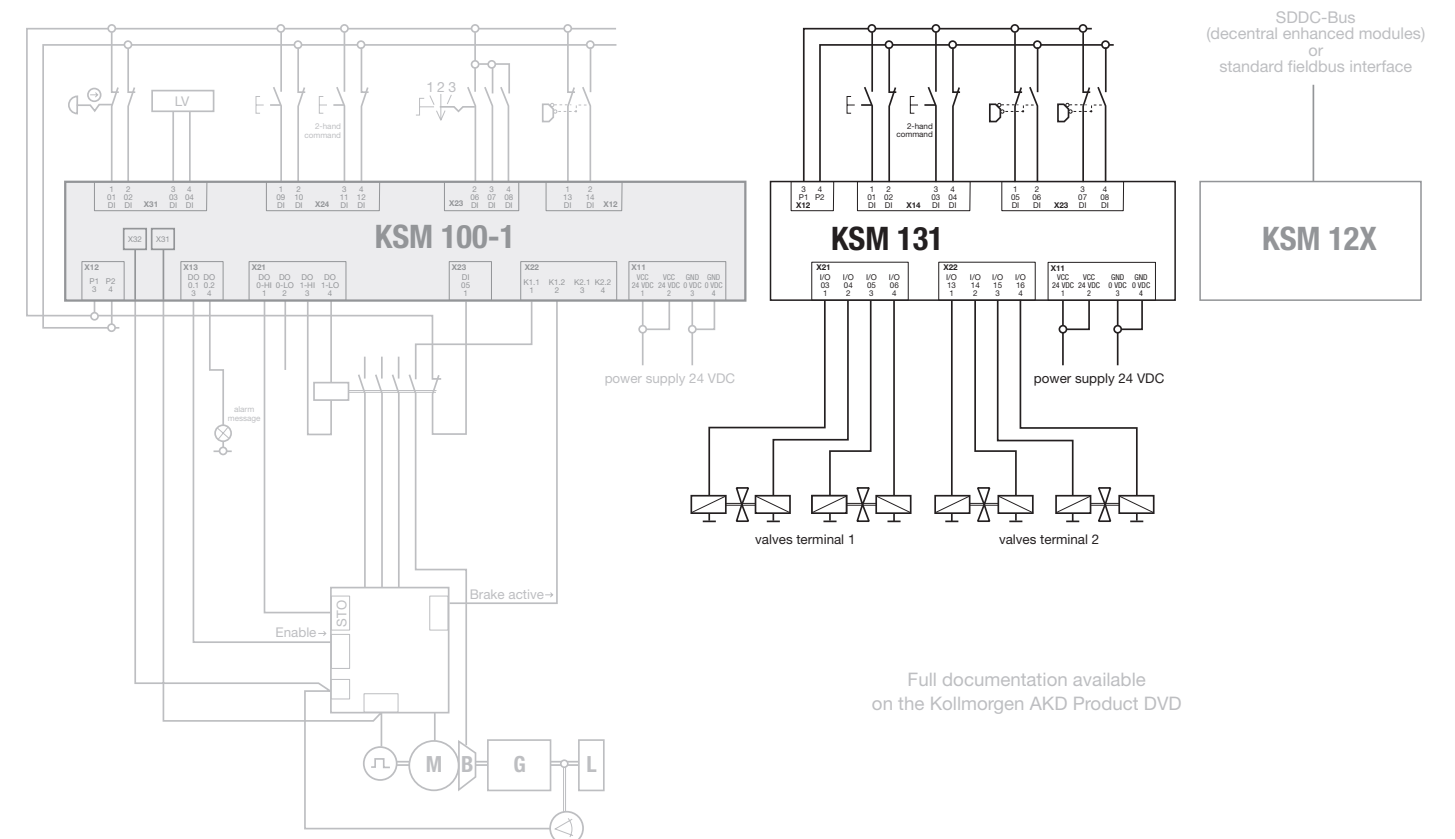 SDDC-Bus
(decentral enhanced modules)
or
standard fieldbus interface
LV
2-hand
command
1 2 3
2-hand
command
1 2 3 4
01 02 03 04
DI DI X31 DI DI
1 2 3 4
09 10 11 12
DI DI X24 DI DI
2 3 4
06 07 08
X23 DI DI DI
1 2
13 14
DI DI X12
X32 X31
KSM 100-1
X12
P1 P2
3 4
X13
DO DO
0.1 0.2
3 4
X21
DO DO DO DO
0-HI 0-LO 1-HI 1-LO
1 2 3 4
X23
DI
05
1
X22
K1.1 K1.2 K2.1 K2.2
1 2 3 4
X11
VCC VCC GND GND
24 VDC 24 VDC 0 VDC 0 VDC
1 2 3 4
3 4
P1 P2
X12
1 2 3 4
01 02 03 04
DI DI X14 DI DI
1 2 3 4
05 06 07 08
DI DI X23 DI DI
KSM 131
X21
I/O I/O I/O I/O
03 04 05 06
1 2 3 4
X22
I/O I/O I/O I/O
13 14 15 16
1 2 3 4
X11
VCC VCC GND GND
24 VDC 24 VDC 0 VDC 0 VDC
1 2 3 4
KSM 12X
power supply 24 VDC
power supply 24 VDC
alarm
message
valves terminal 1
valves terminal 2
STO
Brake active→
Enable→
Full documentation available
on the Kollmorgen AKD Product DVD
M B G L